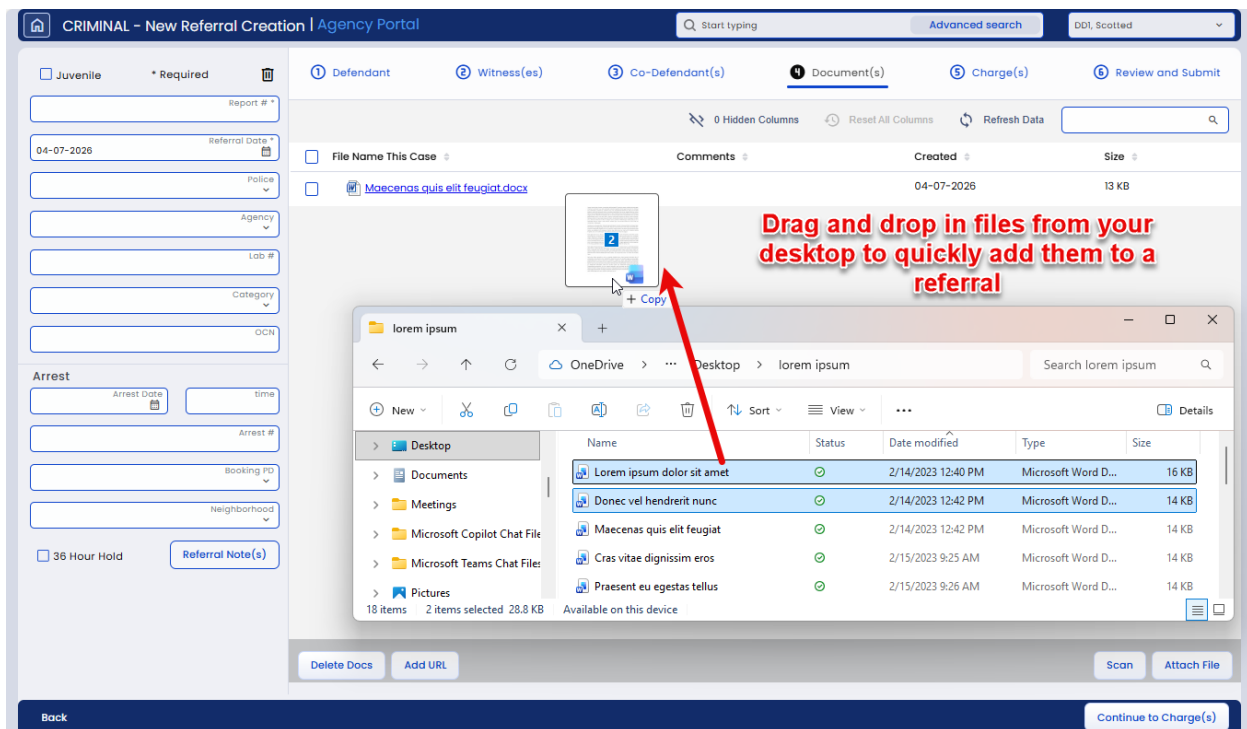 CRIMINAL - New Referral Creation | Agency Portal
Start typing
Advanced search
DD1, Scotted
Juvenile
* Required
Report # *
Referral Date *
04-07-2026
Police
Agency
Lab #
Category
OCN
Arrest
Arrest Date
time
Arrest #
Booking PD
Neighborhood
36 Hour Hold
Referral Note(s)
1 Defendant
2 Witness(es)
3 Co-Defendant(s)
4 Document(s)
5 Charge(s)
6 Review and Submit
0 Hidden Columns
Reset All Columns
Refresh Data
File Name This Case
Comments
Created
Size
Maecenas quis elit feugiat.docx
04-07-2026
13 KB
2
W
+ Copy
Drag and drop in files from your
desktop to quickly add them to a
referral
lorem ipsum
OneDrive > ... Desktop > lorem ipsum
Search lorem ipsum
New
Sort
View
...
Details
Desktop
Documents
Meetings
Microsoft Copilot Chat File
Microsoft Teams Chat Files
Pictures
Name Status Date modified Type Size
Lorem ipsum dolor sit amet 2/14/2023 12:40 PM Microsoft Word D... 16 KB
Donec vel hendrerit nunc 2/14/2023 12:42 PM Microsoft Word D... 14 KB
Maecenas quis elit feugiat 2/14/2023 12:42 PM Microsoft Word D... 14 KB
Cras vitae dignissim eros 2/15/2023 9:25 AM Microsoft Word D... 14 KB
Praesent eu egestas tellus 2/15/2023 9:26 AM Microsoft Word D... 14 KB
18 items 2 items selected 28.8 KB Available on this device
Delete Docs
Add URL
Scan
Attach File
Back
Continue to Charge(s)